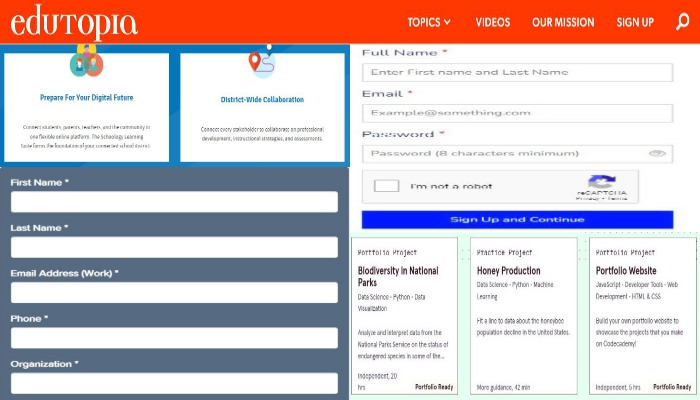 edutopia
TOPICS
VIDEOS
OUR MISSION
SIGN UP
Prepare For Your Digital Future
Connect students, parents, teachers, and the community in
one flexible online platform. The Schoology Learning
Suite forms the foundation of your connected school district.
District-Wide Collaboration
Connect every stakeholder to collaborate on professional
development, instructional strategies, and assessments.
First Name *
Last Name *
Email Address (Work) *
Phone *
Organization *
Full Name *
Enter First name and Last Name
Email *
Example@something.com
Password *
Password (8 characters minimum)
I'm not a robot
reCAPTCHA
Privacy - Terms
Sign Up and Continue
Portfolio Project
Biodiversity in National
Parks
Data Science • Python • Data
Visualization
Analyze and interpret data from the
National Parks Service on the status of
endangered species in some of the...
Independent, 20
hrs
Portfolio Ready
Practice Project
Honey Production
Data Science • Python • Machine
Learning
Fit a line to data about the honeybee
population decline in the United States.
More guidance, 42 min
Portfolio Project
Portfolio Website
JavaScript • Developer Tools • Web
Development • HTML & CSS
Build your own portfolio website to
showcase the projects that you make
on Codecademy!
Independent, 5 hrs
Portfolio Ready